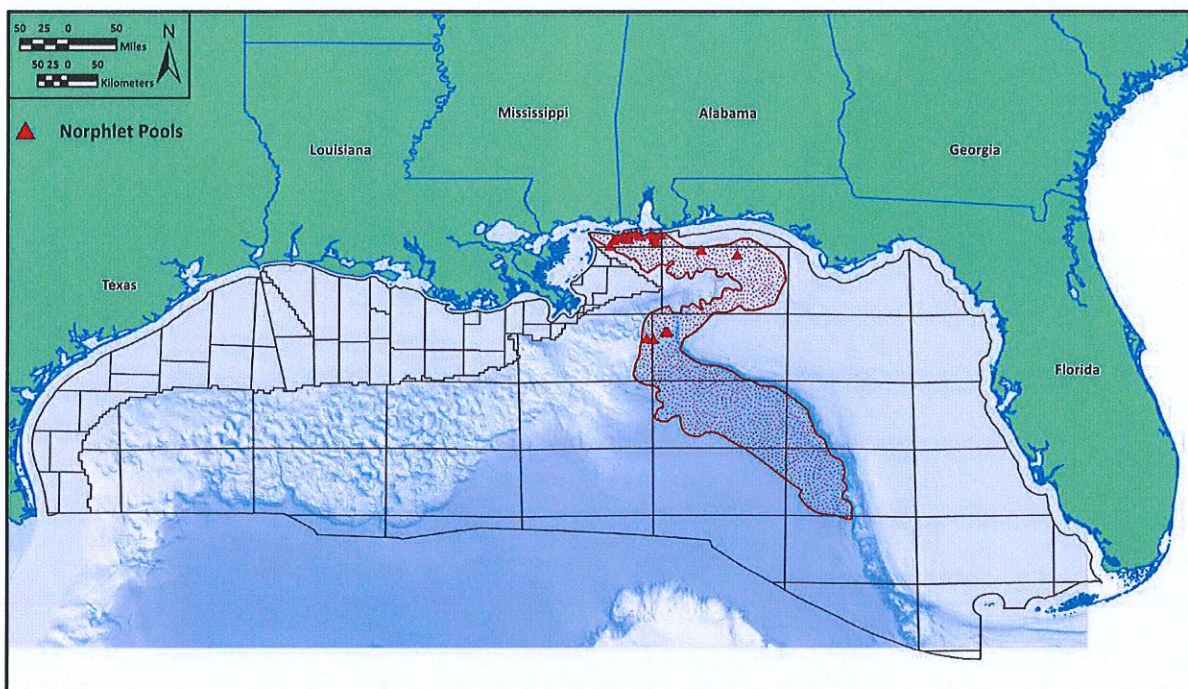 50 25 0 50
Miles
N
50 25 0 50
Kilometers
Norphlet Pools
Mississippi
Alabama
Louisiana
Georgia
Texas
Florida